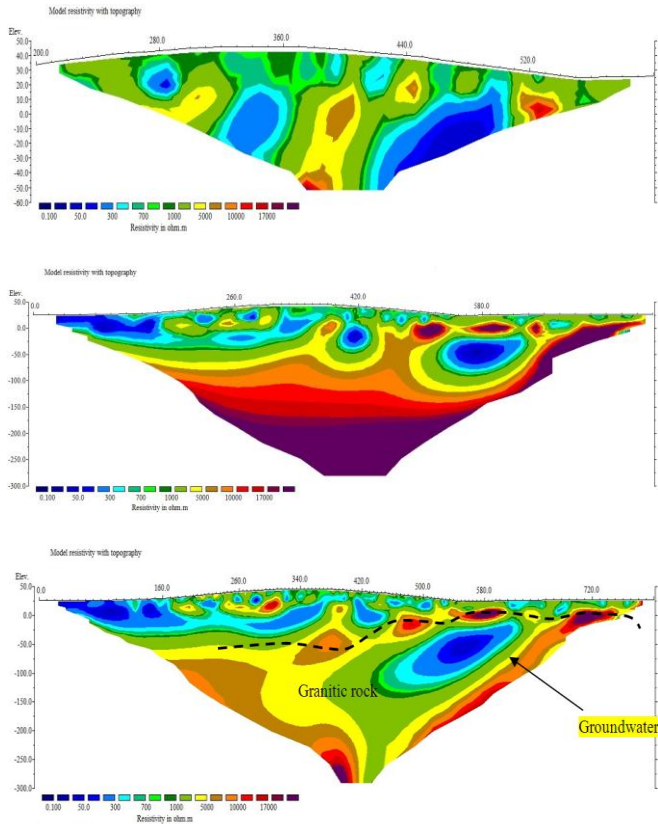 Model resistivity with topography
Elev.
200.0 280.0 360.0 440.0 520.0
50.0
40.0
30.0
20.0
10.0
0.0
-10.0
-20.0
-30.0
-40.0
-50.0
-60.0
0.100 50.0 300 700 1000 5000 10000 17000
Resistivity in ohm.m
Model resistivity with topography
Elev.
0.0 260.0 420.0 580.0
50.0
0.0
-50.0
-100.0
-150.0
-200.0
-250.0
-300.0
0.100 50.0 300 700 1000 5000 10000 17000
Resistivity in ohm.m
Model resistivity with topography
Elev.
0.0 160.0 260.0 340.0 420.0 500.0 580.0 720.0
50.0
0.0
-50.0
-100.0
-150.0
-200.0
-250.0
-300.0
Granitic rock
Groundwater
0.100 50.0 300 700 1000 5000 10000 17000
Resistivity in ohm.m